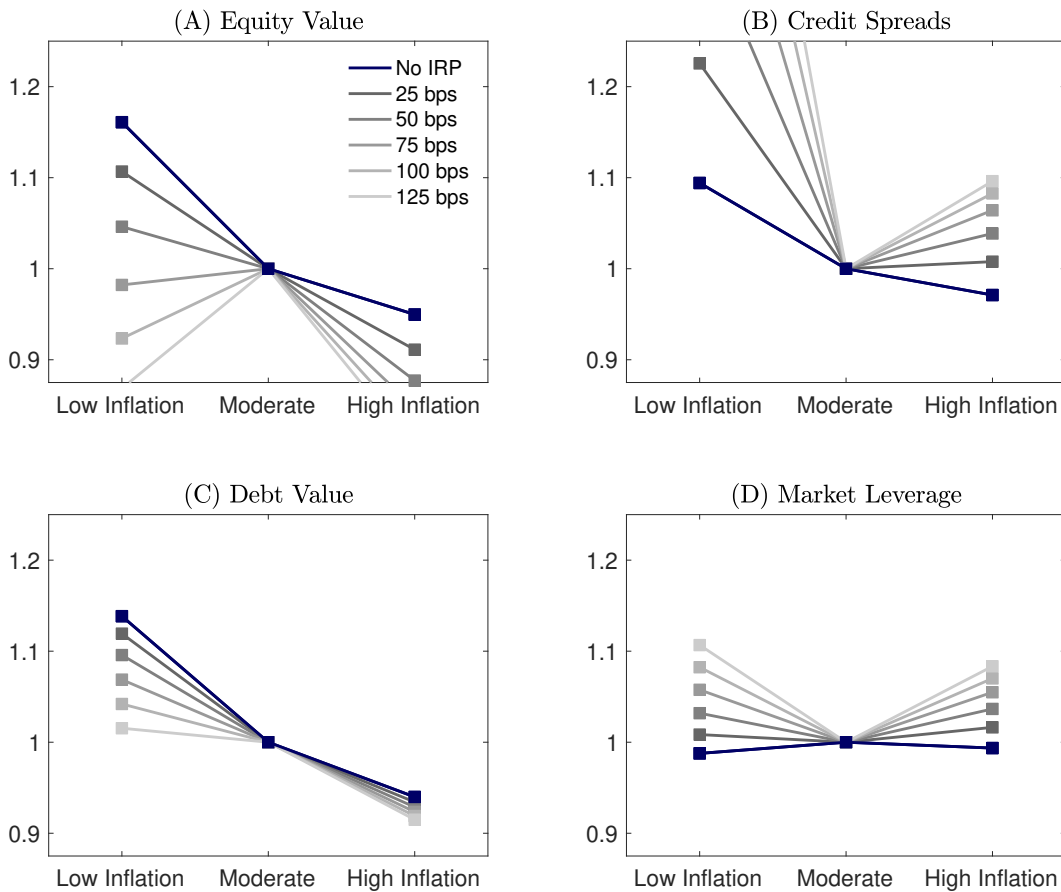 (A) Equity Value
1.2
1.1
1
0.9
Low Inflation Moderate High Inflation
No IRP
25 bps
50 bps
75 bps
100 bps
125 bps
(B) Credit Spreads
1.2
1.1
1
0.9
Low Inflation Moderate High Inflation
(C) Debt Value
1.2
1.1
1
0.9
Low Inflation Moderate High Inflation
(D) Market Leverage
1.2
1.1
1
0.9
Low Inflation Moderate High Inflation